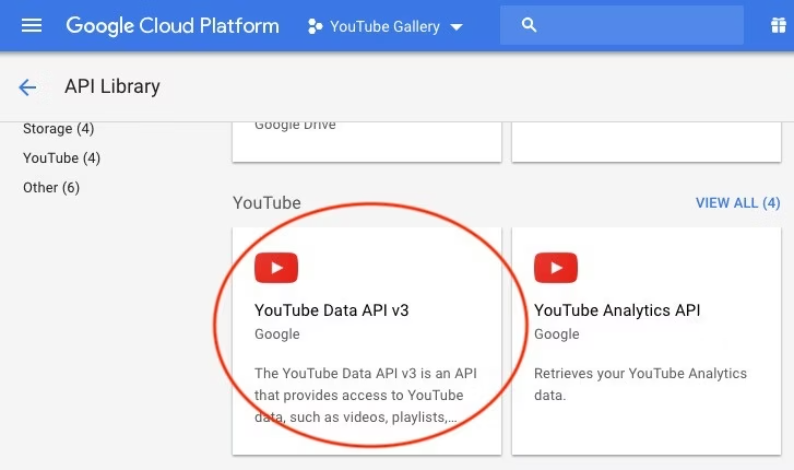 Google Cloud Platform
YouTube Gallery
API Library
Storage (4)
YouTube (4)
Other (6)
Google Drive
YouTube
VIEW ALL (4)
YouTube Data API v3
Google
The YouTube Data API v3 is an API
that provides access to YouTube
data, such as videos, playlists,...
YouTube Analytics API
Google
Retrieves your YouTube Analytics
data.